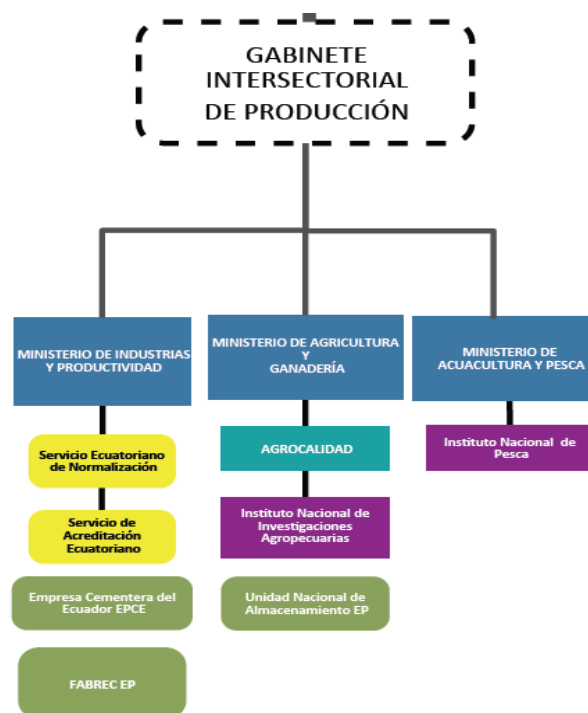 GABINETE
INTERSECTORIAL
DE PRODUCCIÓN
MINISTERIO DE INDUSTRIAS
Y PRODUCTIVIDAD
MINISTERIO DE AGRICULTURA
Y
GANADERÍA
MINISTERIO DE
ACUACULTURA Y PESCA
Servicio Ecuatoriano
de Normalización
AGROCALIDAD
Instituto Nacional de
Pesca
Servicio de
Acreditación
Ecuatoriano
Instituto Nacional de
Investigaciones
Agropecuarias
Empresa Cementera del
Ecuador EPCE
Unidad Nacional de
Almacenamiento EP
FABREC EP